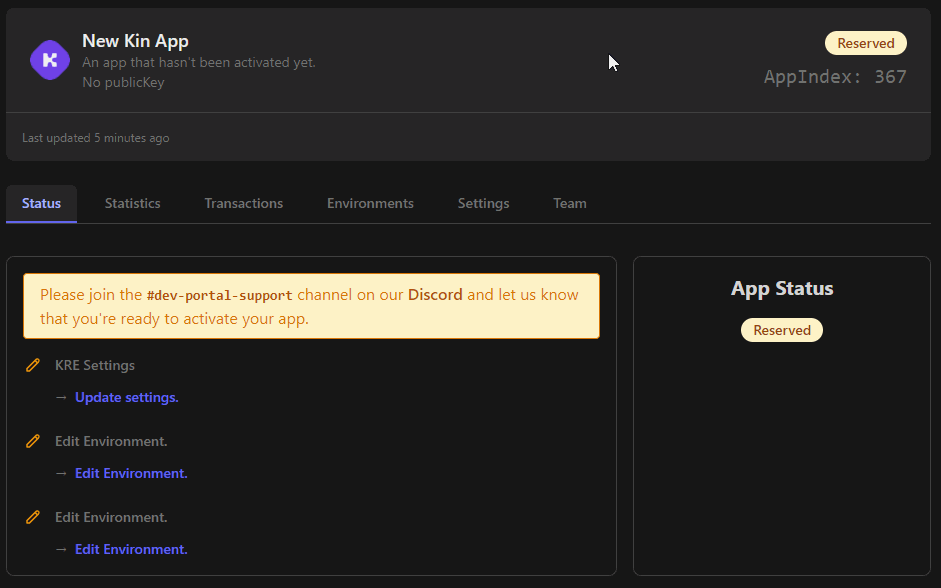 New Kin App
An app that hasn't been activated yet.
No publicKey
Reserved
AppIndex: 367
Last updated 5 minutes ago
Status
Statistics
Transactions
Environments
Settings
Team
Please join the #dev-portal-support channel on our Discord and let us know
that you're ready to activate your app.
KRE Settings
→ Update settings.
Edit Environment.
→ Edit Environment.
Edit Environment.
→ Edit Environment.
App Status
Reserved